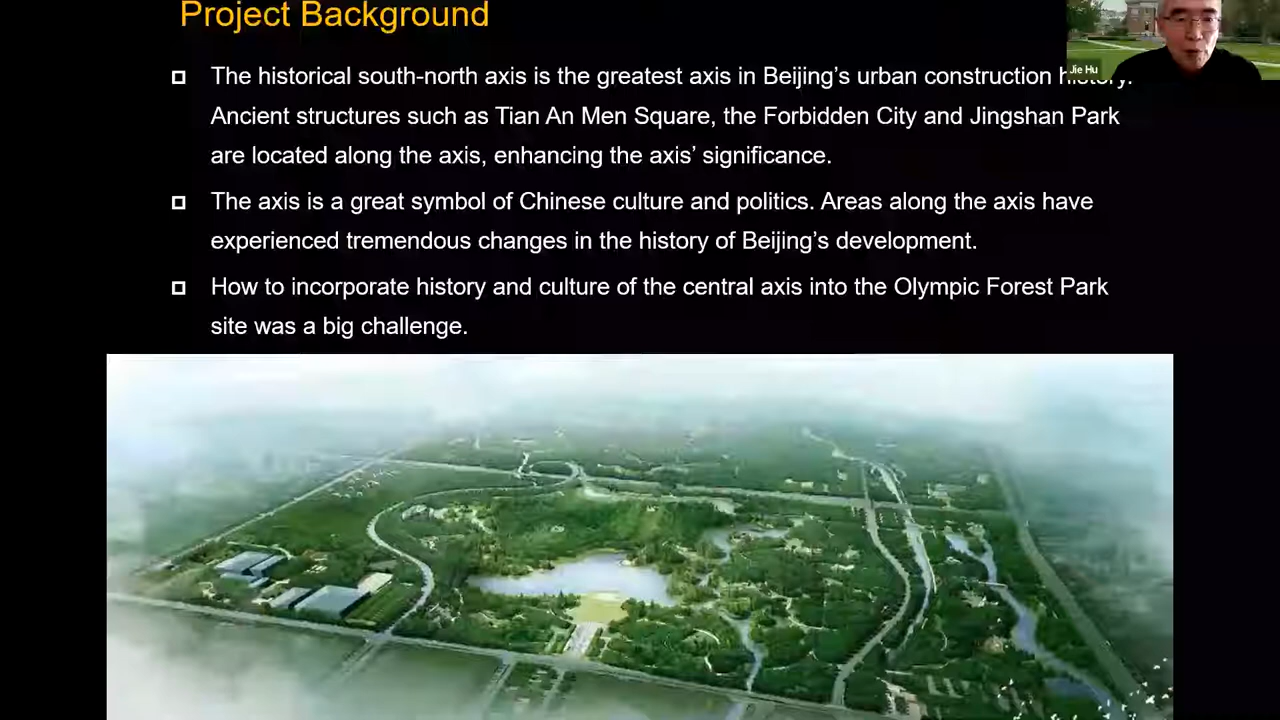 Project Background
The historical south-north axis is the greatest axis in Beijing’s urban construction history.
Ancient structures such as Tian An Men Square, the Forbidden City and Jingshan Park
are located along the axis, enhancing the axis’ significance.
The axis is a great symbol of Chinese culture and politics. Areas along the axis have
experienced tremendous changes in the history of Beijing’s development.
How to incorporate history and culture of the central axis into the Olympic Forest Park
site was a big challenge.
Jie Hu